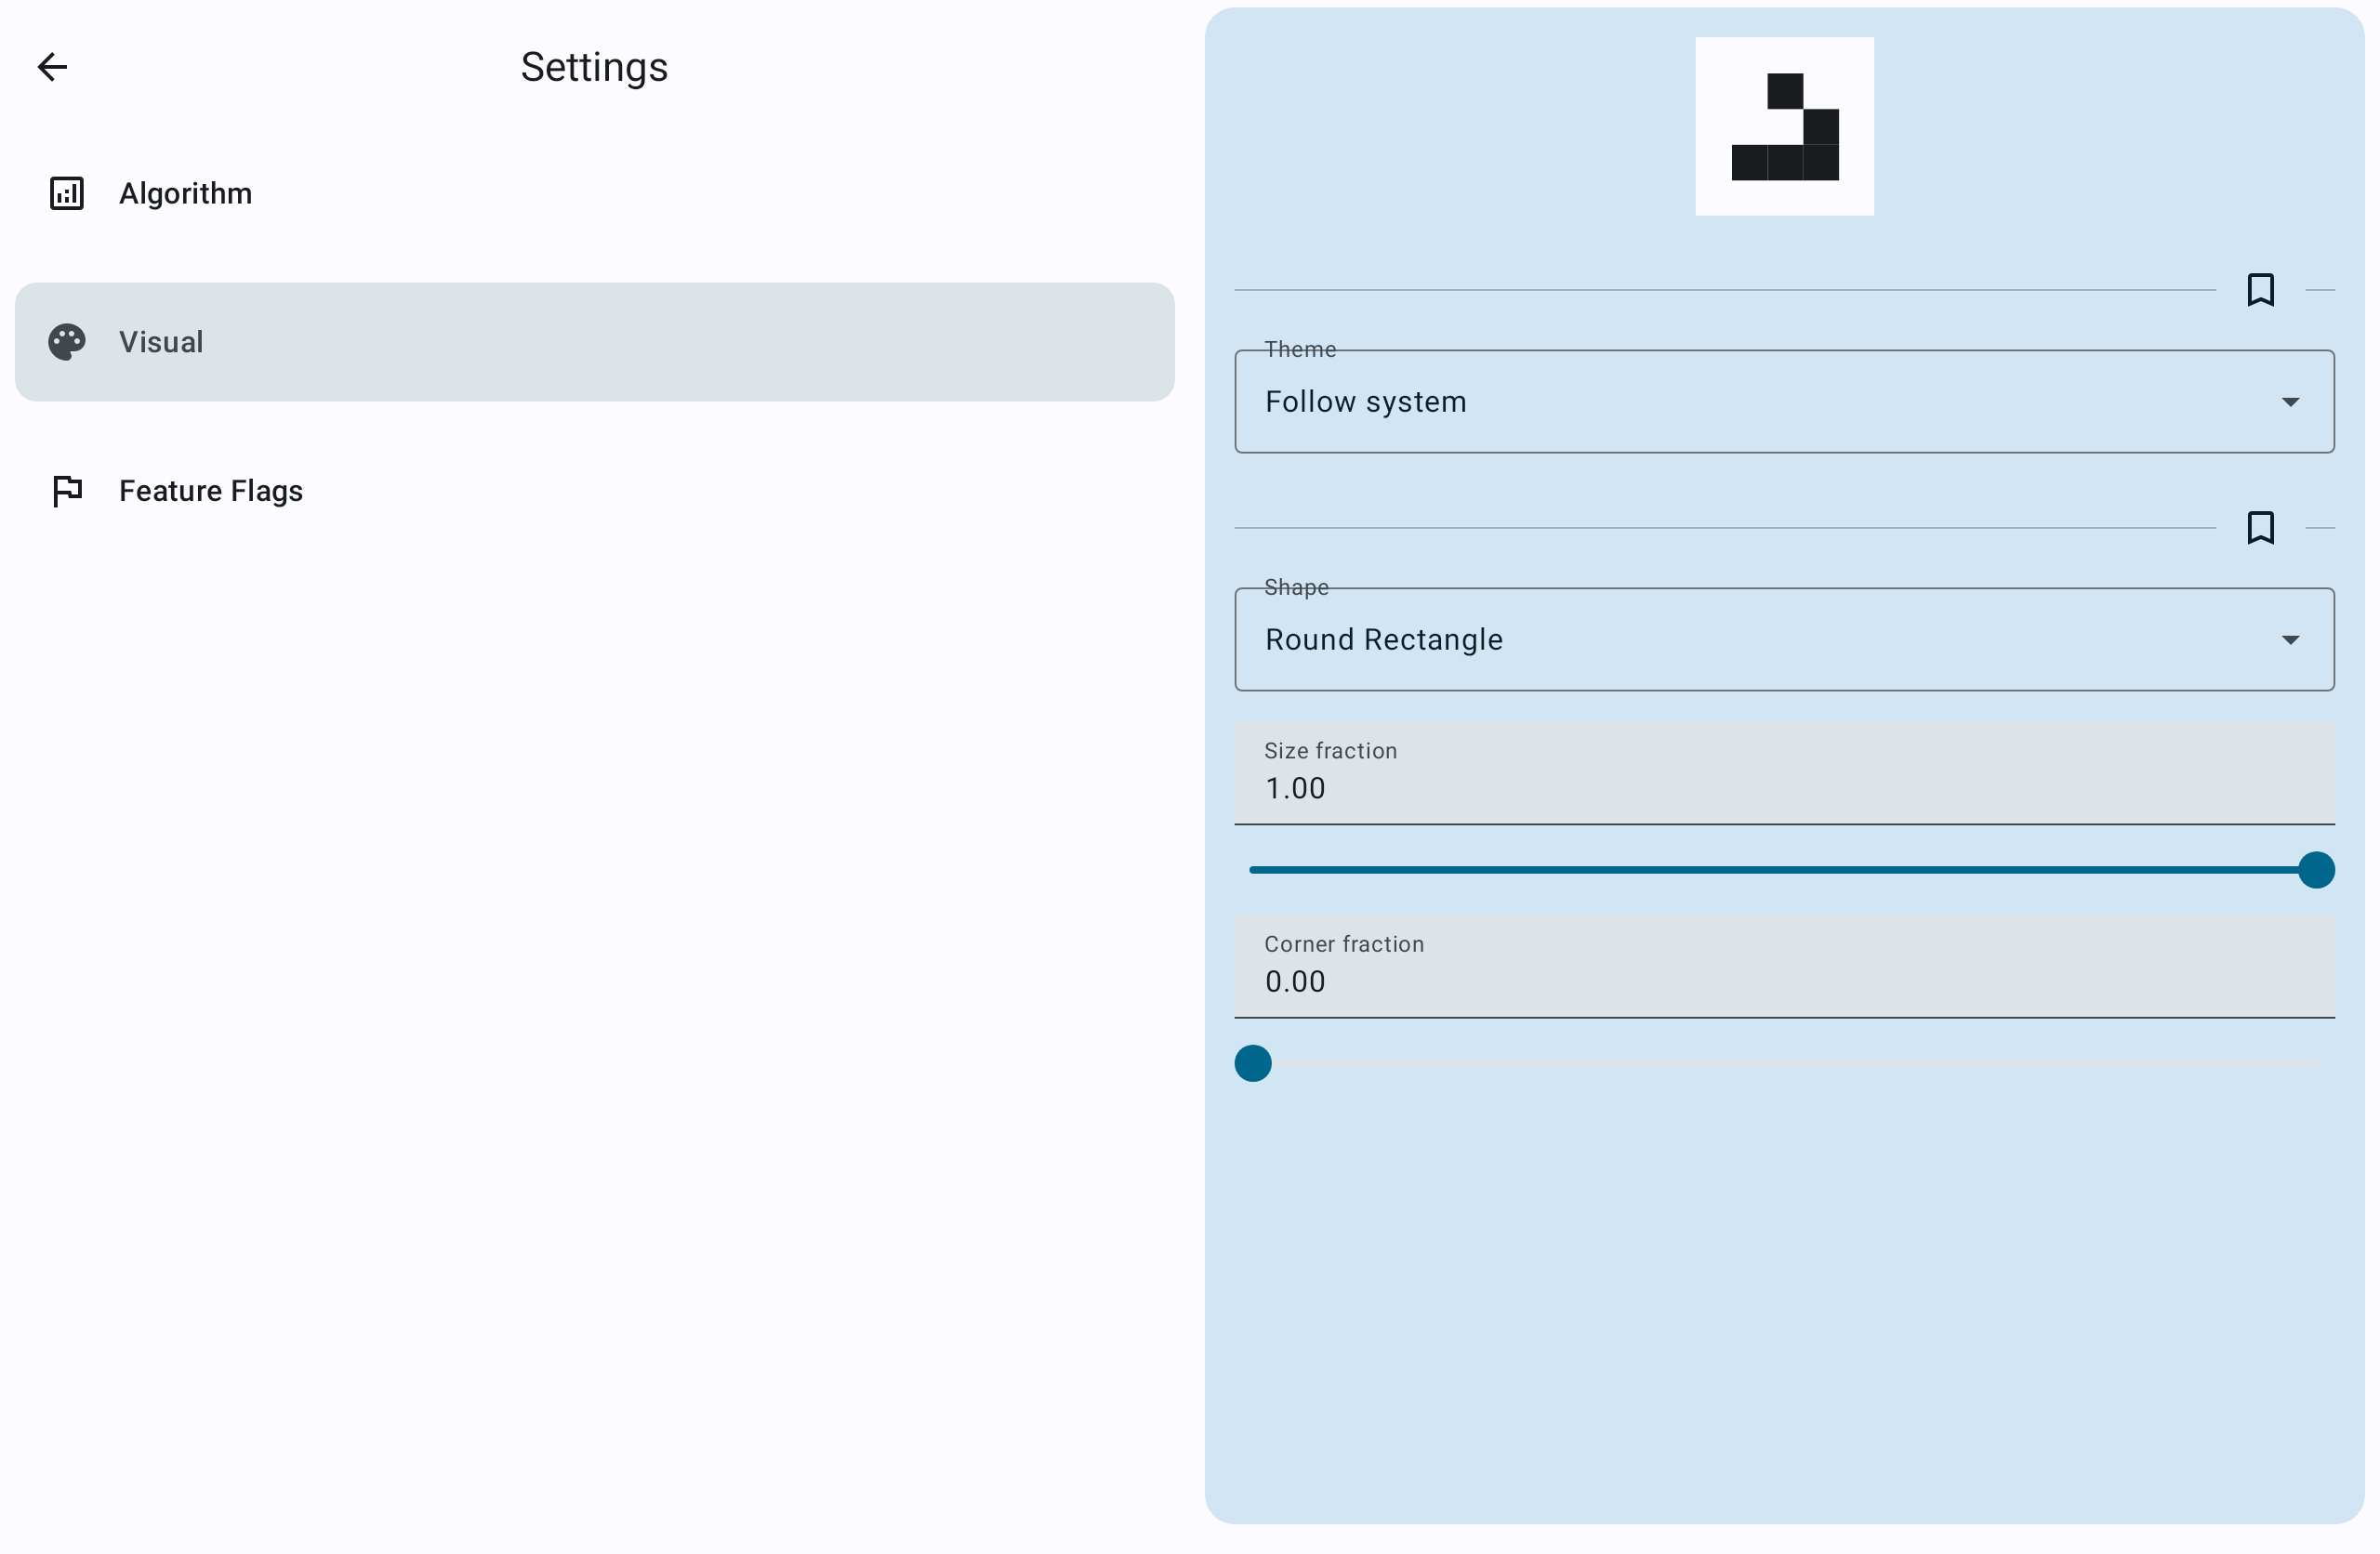 Settings
Algorithm
Visual
Feature Flags
Theme
Follow system
Shape
Round Rectangle
Size fraction
1.00
Corner fraction
0.00